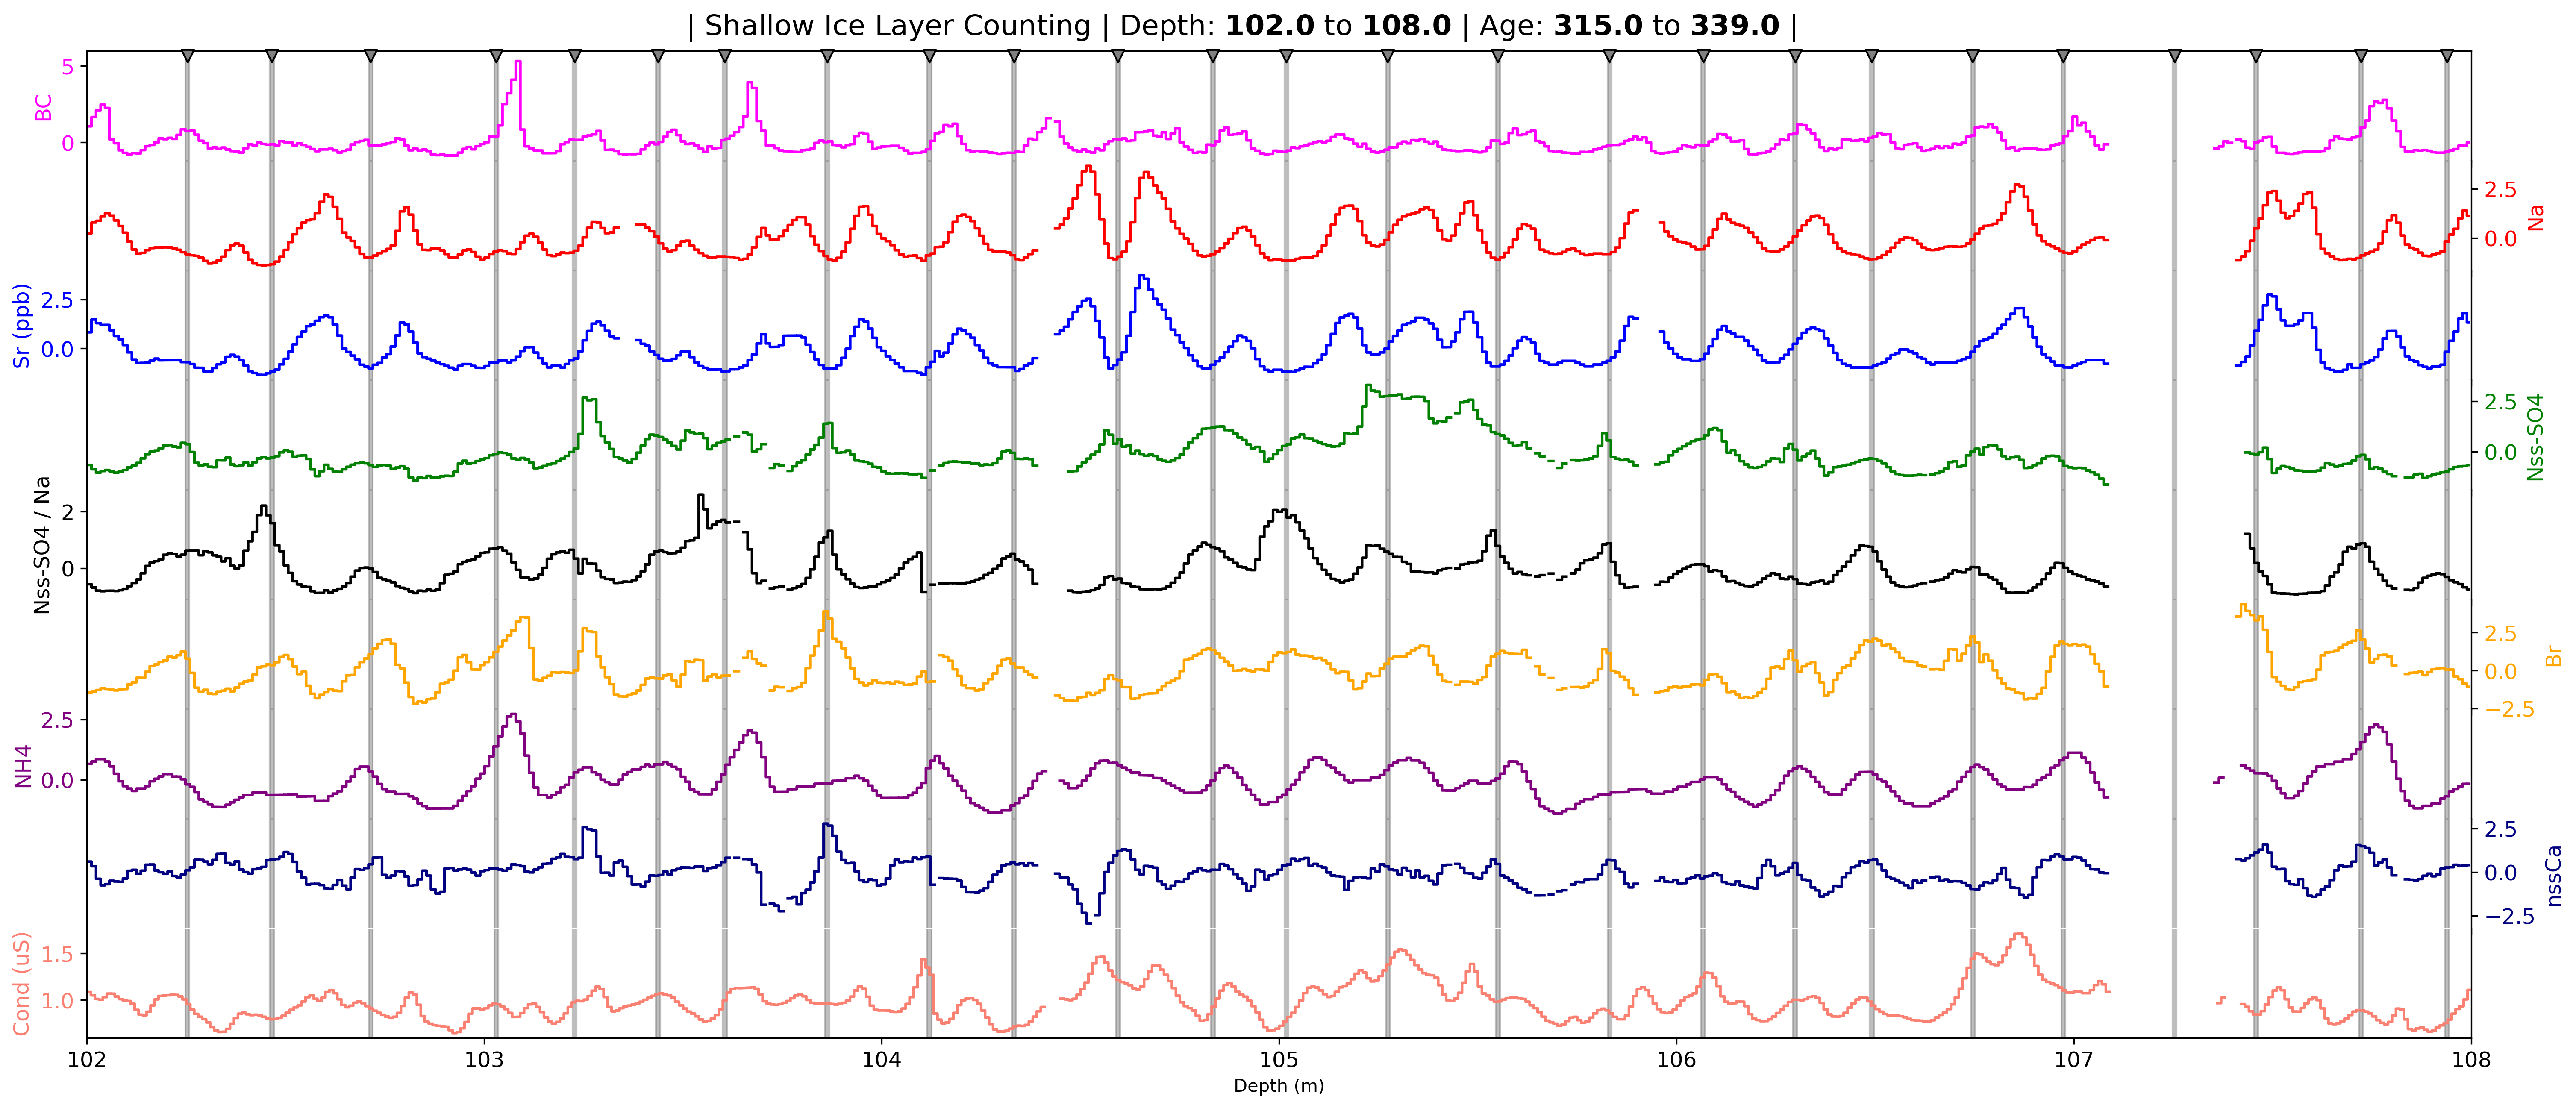 | Shallow Ice Layer Counting | Depth: 102.0 to 108.0 | Age: 315.0 to 339.0 |
5
0
BC
2.5
0.0
Na
2.5
0.0
Sr (ppb)
2.5
0.0
Nss-SO4
2
0
Nss-SO4 / Na
2.5
0.0
−2.5
Br
2.5
0.0
NH4
2.5
0.0
−2.5
nssCa
1.5
1.0
Cond (uS)
102 103 104 105 106 107 108
Depth (m)